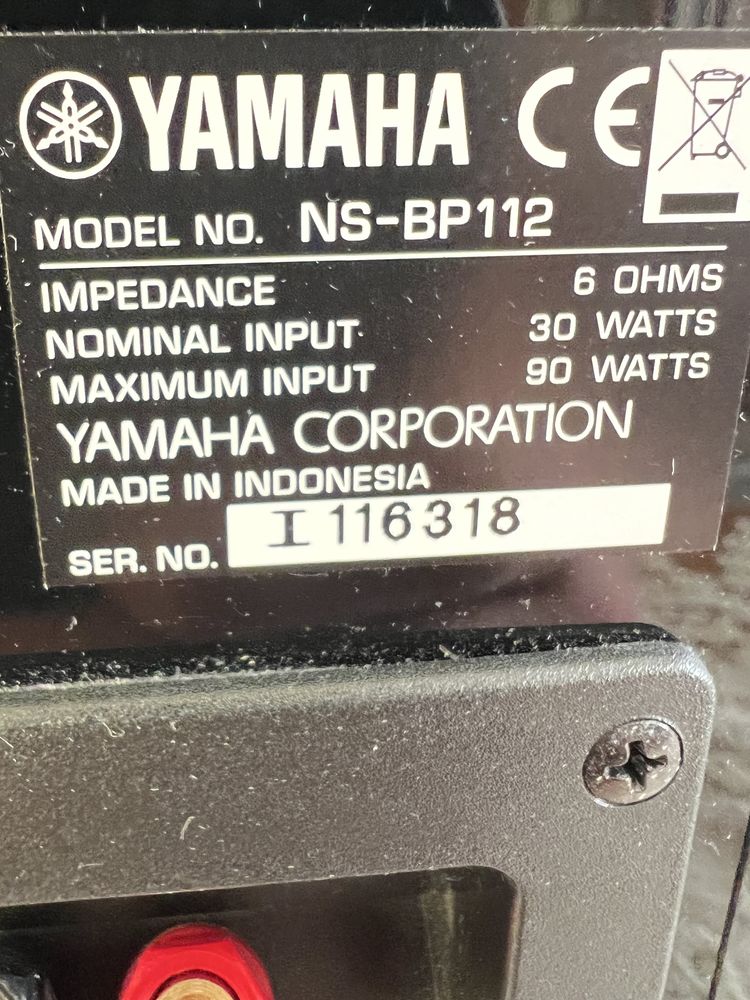 YAMAHA CE
MODEL NO. NS-BP112
IMPEDANCE 6 OHMS
NOMINAL INPUT 30 WATTS
MAXIMUM INPUT 90 WATTS
YAMAHA CORPORATION
MADE IN INDONESIA
SER. NO. I 116318